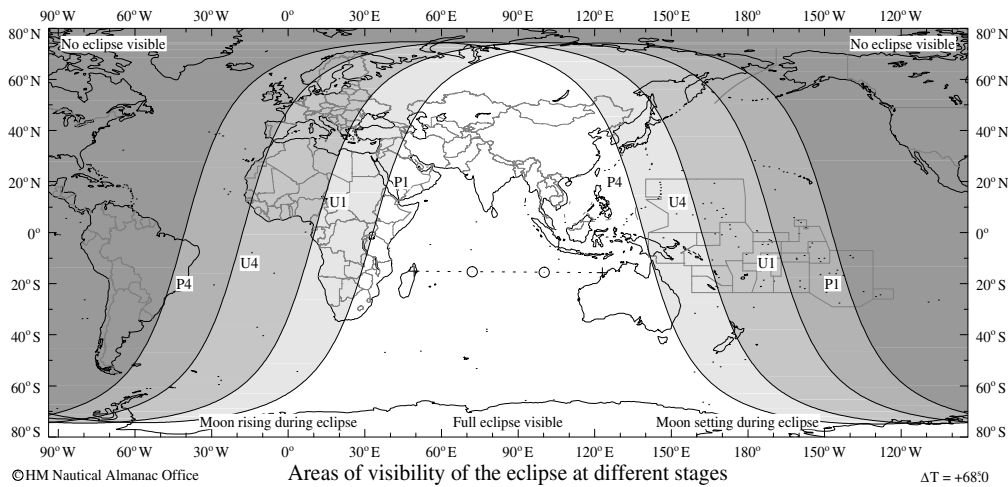 90° W 60° W 30° W 0° 30° E 60° E 90° E 120° E 150° E 180° 150° W 120° W
80° N 80° N
No eclipse visible No eclipse visible
60° N 60° N
40° N 40° N
20° N P1 P4 20° N
U1 U4
0° 0°
U4 U1
20° S P4 P1 20° S
40° S 40° S
60° S 60° S
Moon rising during eclipse Full eclipse visible Moon setting during eclipse
80° S 80° S
90° W 60° W 30° W 0° 30° E 60° E 90° E 120° E 150° E 180° 150° W 120° W
©HM Nautical Almanac Office Areas of visibility of the eclipse at different stages ΔT = +68.s0